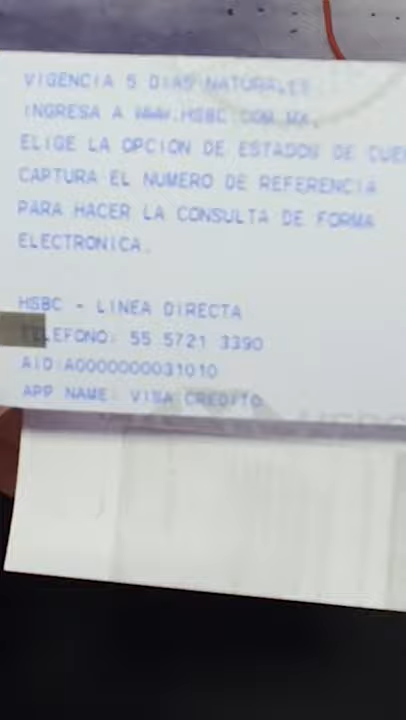 VIGENCIA 5 DIAS NATURALES
INGRESA A WWW.HSBC.COM.MX.
ELIGE LA OPCION DE ESTADOS DE
CAPTURA EL NUMERO DE REFERENCIA
PARA HACER LA CONSULTA DE FORMA
ELECTRONICA.
HSBC - LINEA DIRECTA
TELEFONO: 55 5721 3390
AID:A0000000031010
APP NAME: VISA CREDITO